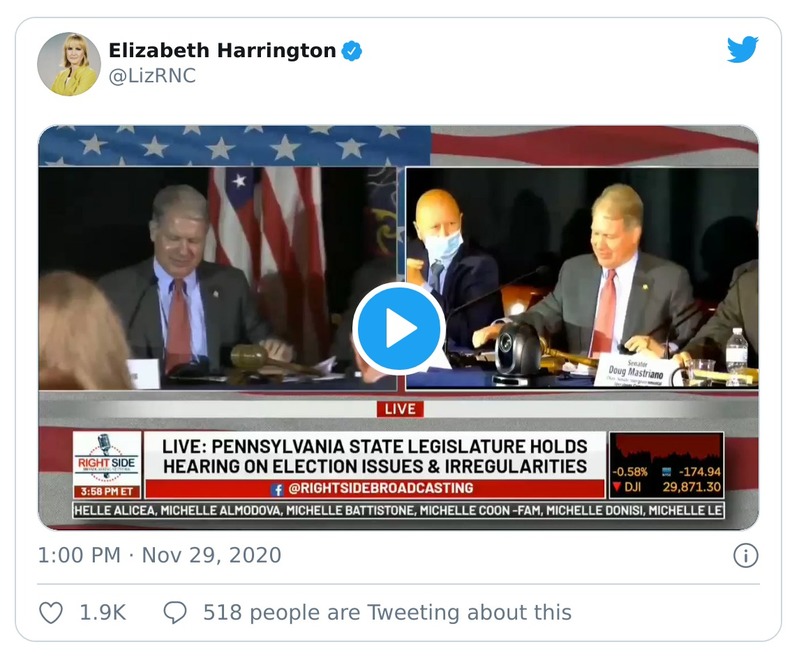 Elizabeth Harrington
@LizRNC
Senator
Doug Mastriano
LIVE
RIGHT SIDE
3:58 PM ET
LIVE: PENNSYLVANIA STATE LEGISLATURE HOLDS
HEARING ON ELECTION ISSUES & IRREGULARITIES
@RIGHTSIDEBROADCASTING
-0.58% -174.94
DJI 29,871.30
HELLE ALICEA, MICHELLE ALMODOVA, MICHELLE BATTISTONE, MICHELLE COON -FAM, MICHELLE DONISI, MICHELLE LE
1:00 PM · Nov 29, 2020
1.9K 518 people are Tweeting about this